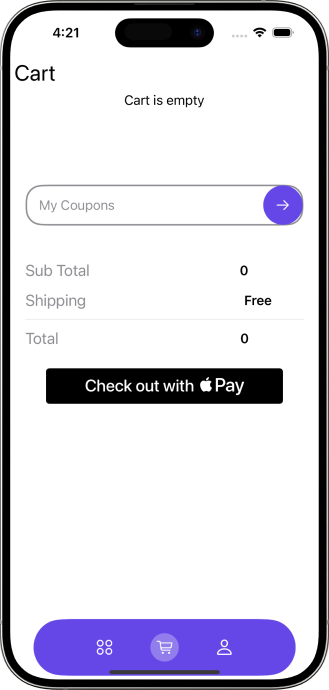 4:21
Cart
Cart is empty
My Coupons
Sub Total 0
Shipping Free
Total 0
Check out with Pay